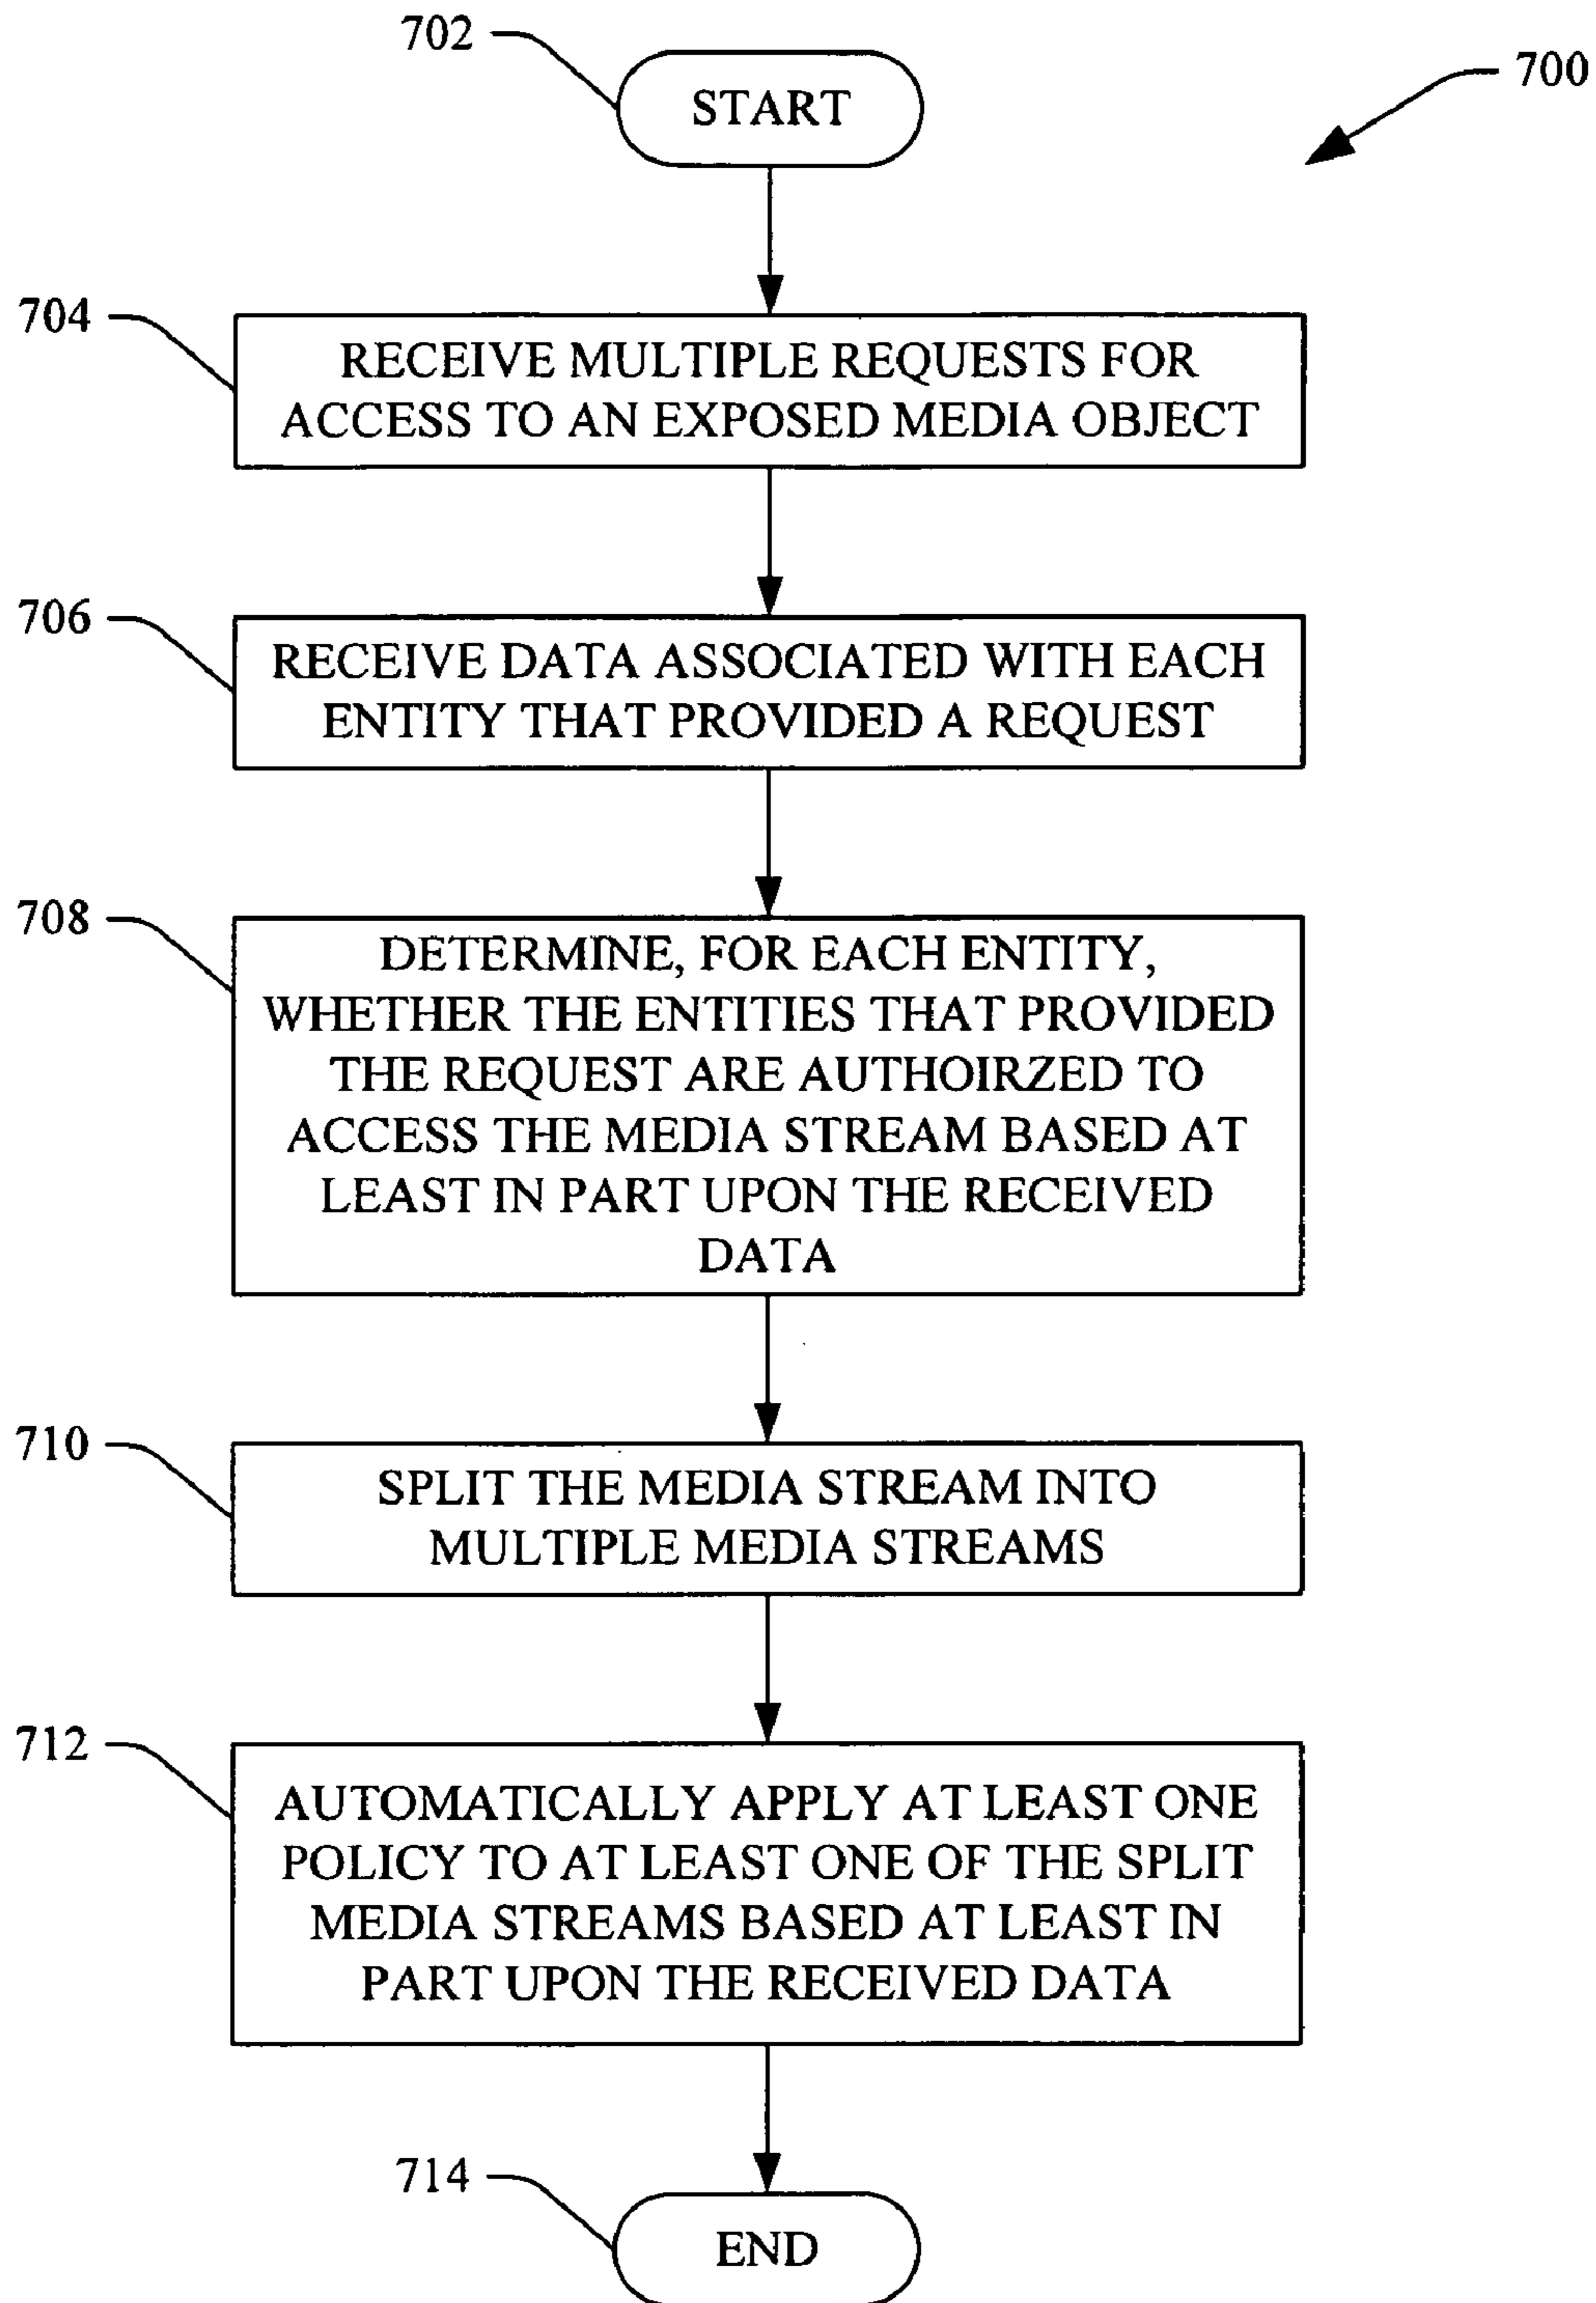 702
START
700
704
RECEIVE MULTIPLE REQUESTS FOR
ACCESS TO AN EXPOSED MEDIA OBJECT
706
RECEIVE DATA ASSOCIATED WITH EACH
ENTITY THAT PROVIDED A REQUEST
708
DETERMINE, FOR EACH ENTITY,
WHETHER THE ENTITIES THAT PROVIDED
THE REQUEST ARE AUTHOIRZED TO
ACCESS THE MEDIA STREAM BASED AT
LEAST IN PART UPON THE RECEIVED
DATA
710
SPLIT THE MEDIA STREAM INTO
MULTIPLE MEDIA STREAMS
712
AUTOMATICALLY APPLY AT LEAST ONE
POLICY TO AT LEAST ONE OF THE SPLIT
MEDIA STREAMS BASED AT LEAST IN
PART UPON THE RECEIVED DATA
714
END